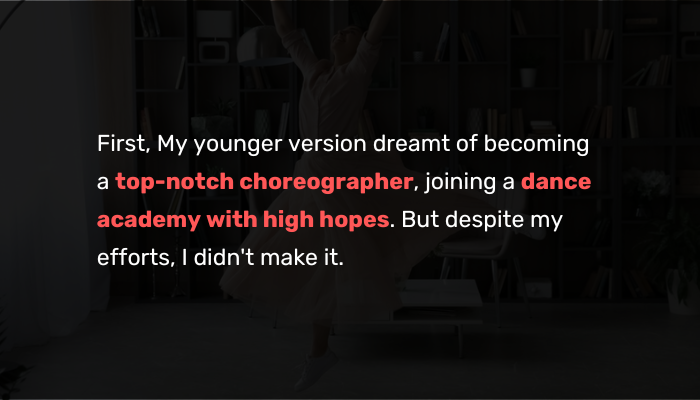 First, My younger version dreamt of becoming
a top-notch choreographer, joining a dance
academy with high hopes. But despite my
efforts, I didn't make it.